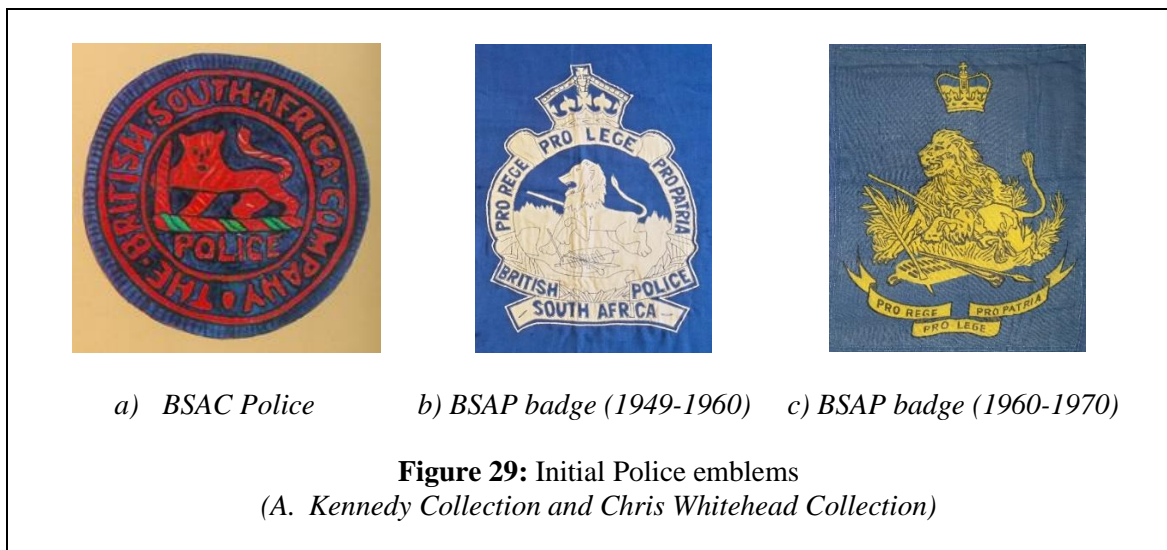 THE·BRITISH·SOUTH·AFRICA·COMPANY
POLICE
PRO REGE PRO LEGE PRO PATRIA
BRITISH POLICE
- SOUTH AFRICA -
PRO REGE PRO PATRIA
PRO LEGE
a) BSAC Police b) BSAP badge (1949-1960) c) BSAP badge (1960-1970)
Figure 29: Initial Police emblems
(A. Kennedy Collection and Chris Whitehead Collection)